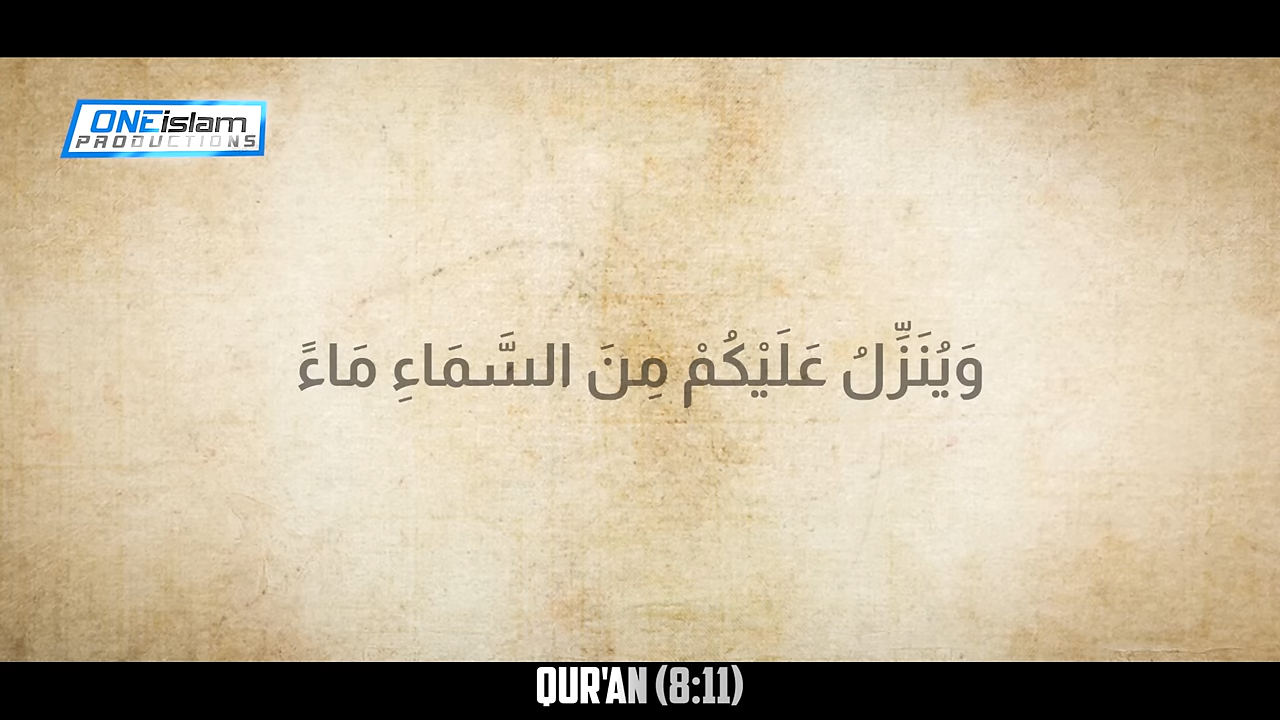 ONEislam
PRODUCTIONS
وَيُنَزِّلُ عَلَيْكُمْ مِنَ السَّمَاءِ مَاءً
QUR'AN (8:11)